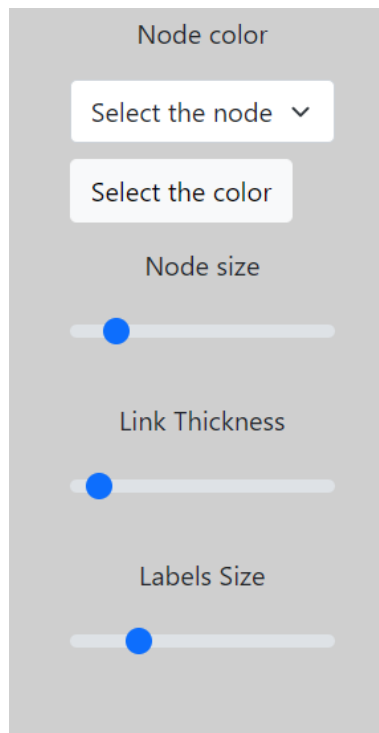 Node color
Select the node
Select the color
Node size
Link Thickness
Labels Size